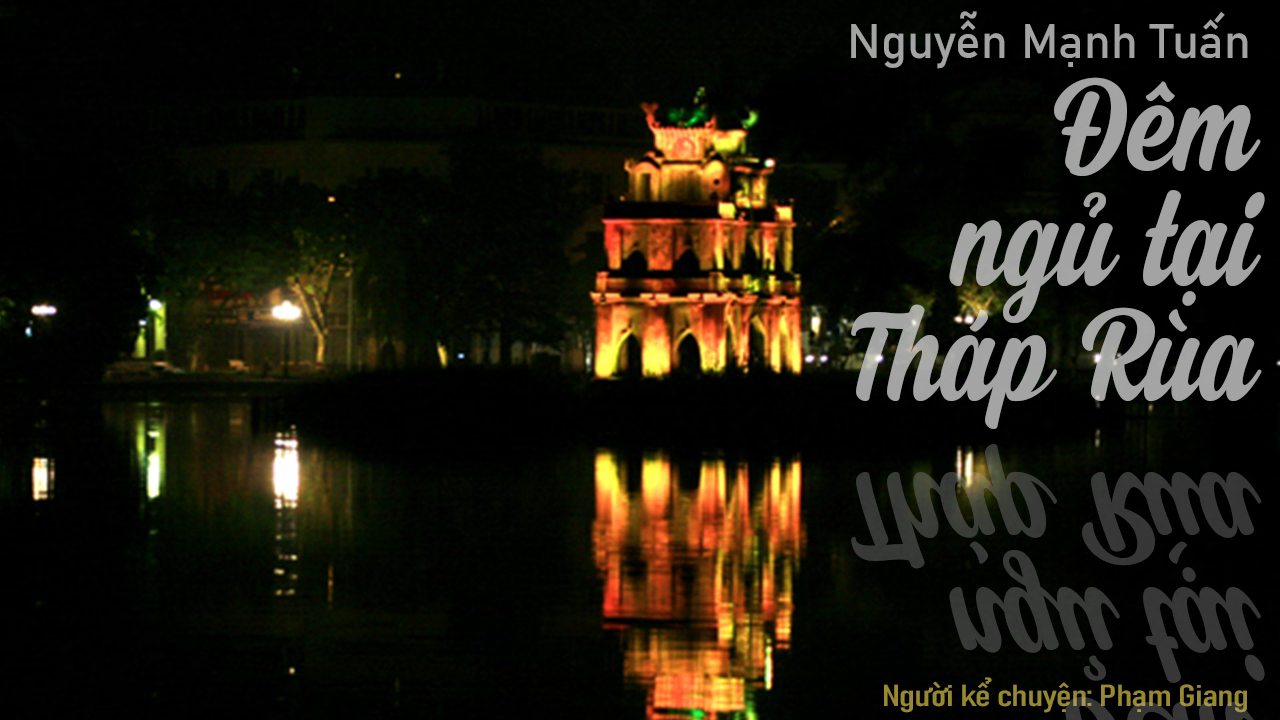 Nguyễn Mạnh Tuấn
Đêm
ngủ tại
Tháp Rùa
Người kể chuyện: Phạm Giang